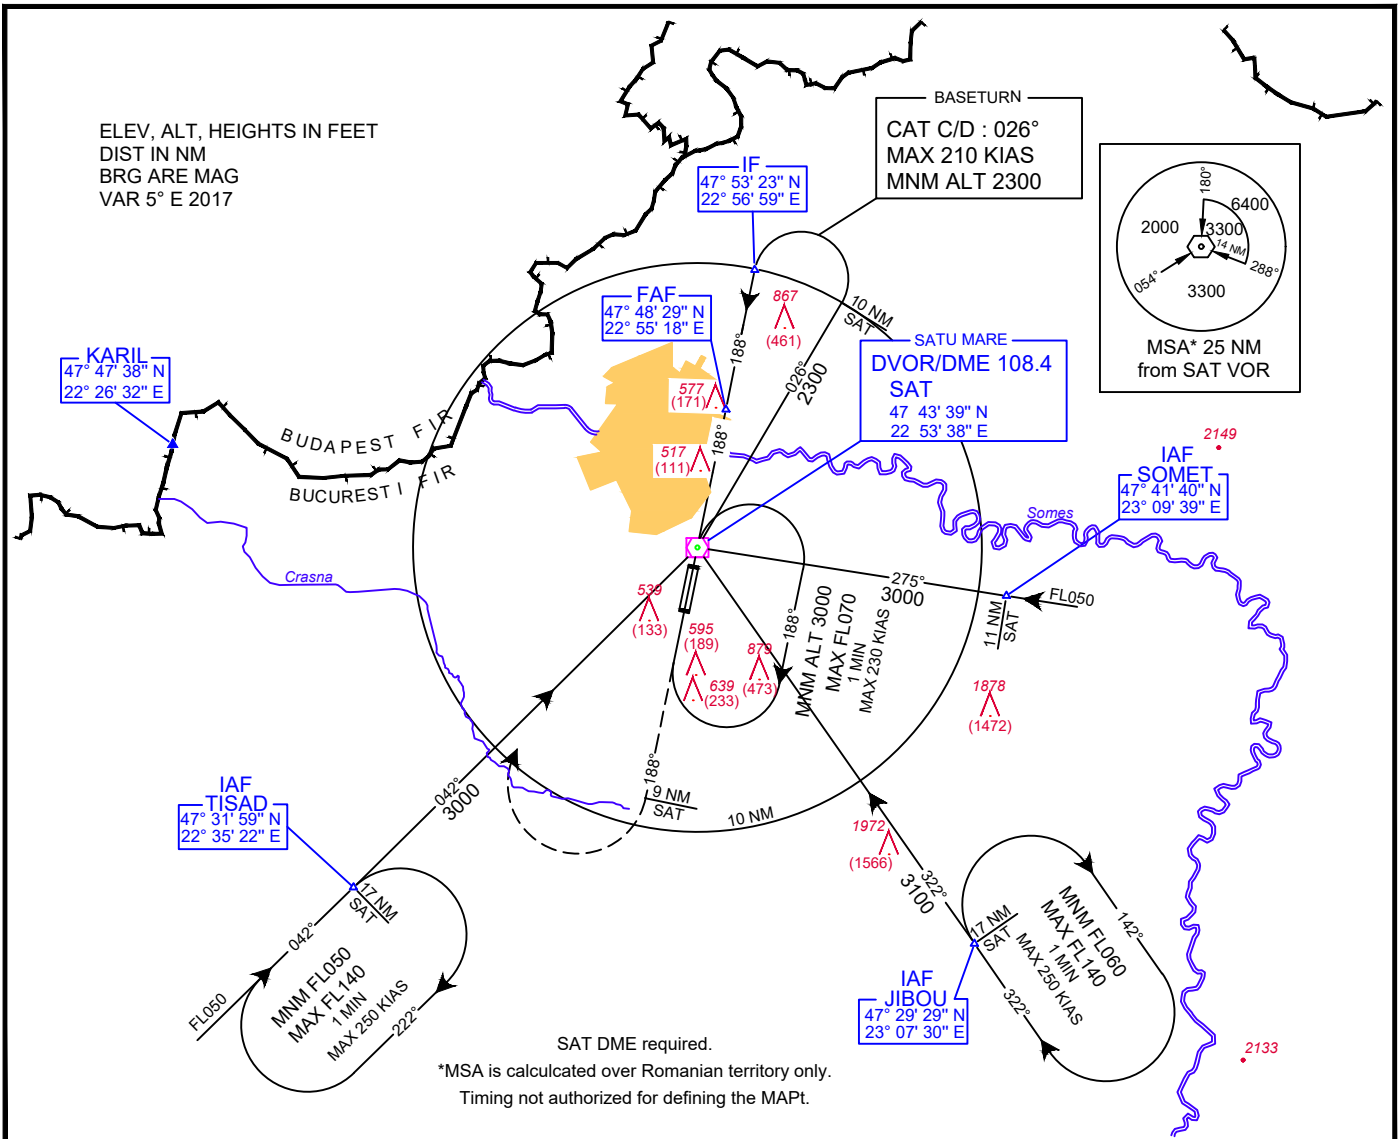 ELEV, ALT, HEIGHTS IN FEET
DIST IN NM
BRG ARE MAG
VAR 5° E 2017
BASETURN
CAT C/D : 026°
MAX 210 KIAS
MNM ALT 2300
IF
47° 53' 23" N
22° 56' 59" E
180°
6400
2000
3300
14 NM
288°
054°
3300
MSA* 25 NM
from SAT VOR
FAF
47° 48' 29" N
22° 55' 18" E
867
(461)
10 NM
SAT
188°
026°
2300
SATU MARE
DVOR/DME 108.4
SAT
47 43' 39" N
22 53' 38" E
KARIL
47° 47' 38" N
22° 26' 32" E
577
(171)
188°
517
(111)
BUDAPEST FIR
BUCURESTI FIR
2149
IAF
SOMET
47° 41' 40" N
23° 09' 39" E
Somes
Crasna
275°
3000
FL050
11 NM
SAT
539
(133)
595
(189)
639
(233)
879
(473)
188°
MNM ALT 3000
MAX FL070
1 MIN
MAX 230 KIAS
1878
(1472)
188°
9 NM
SAT
10 NM
042°
3000
IAF
TISAD
47° 31' 59" N
22° 35' 22" E
17 NM
SAT
042°
FL050
MNM FL050
MAX FL140
1 MIN
MAX 250 KIAS
222°
1972
(1566)
322°
3100
17 NM
SAT
MNM FL060
MAX FL140
1 MIN
MAX 250 KIAS
142°
322°
IAF
JIBOU
47° 29' 29" N
23° 07' 30" E
2133
SAT DME required.
*MSA is calculcated over Romanian territory only.
Timing not authorized for defining the MAPt.